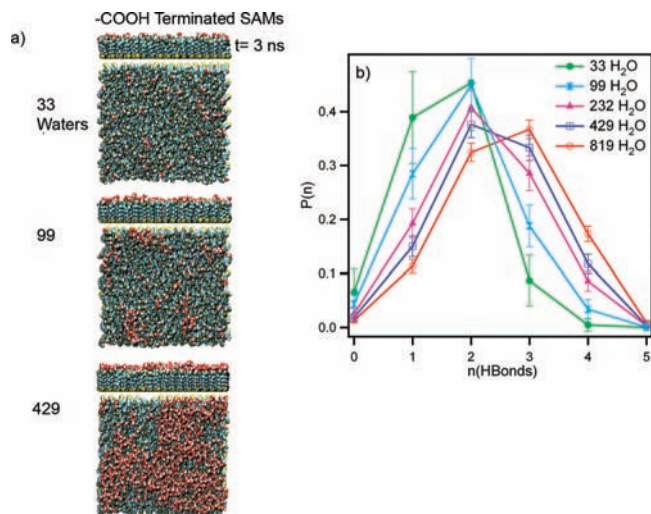 -COOH Terminated SAMs
a)
t= 3 ns
33
Waters
99
429
b)
33 H₂O
99 H₂O
232 H₂O
429 H₂O
819 H₂O
P(n)
0.4
0.3
0.2
0.1
0.0
0 1 2 3 4 5
n(HBonds)